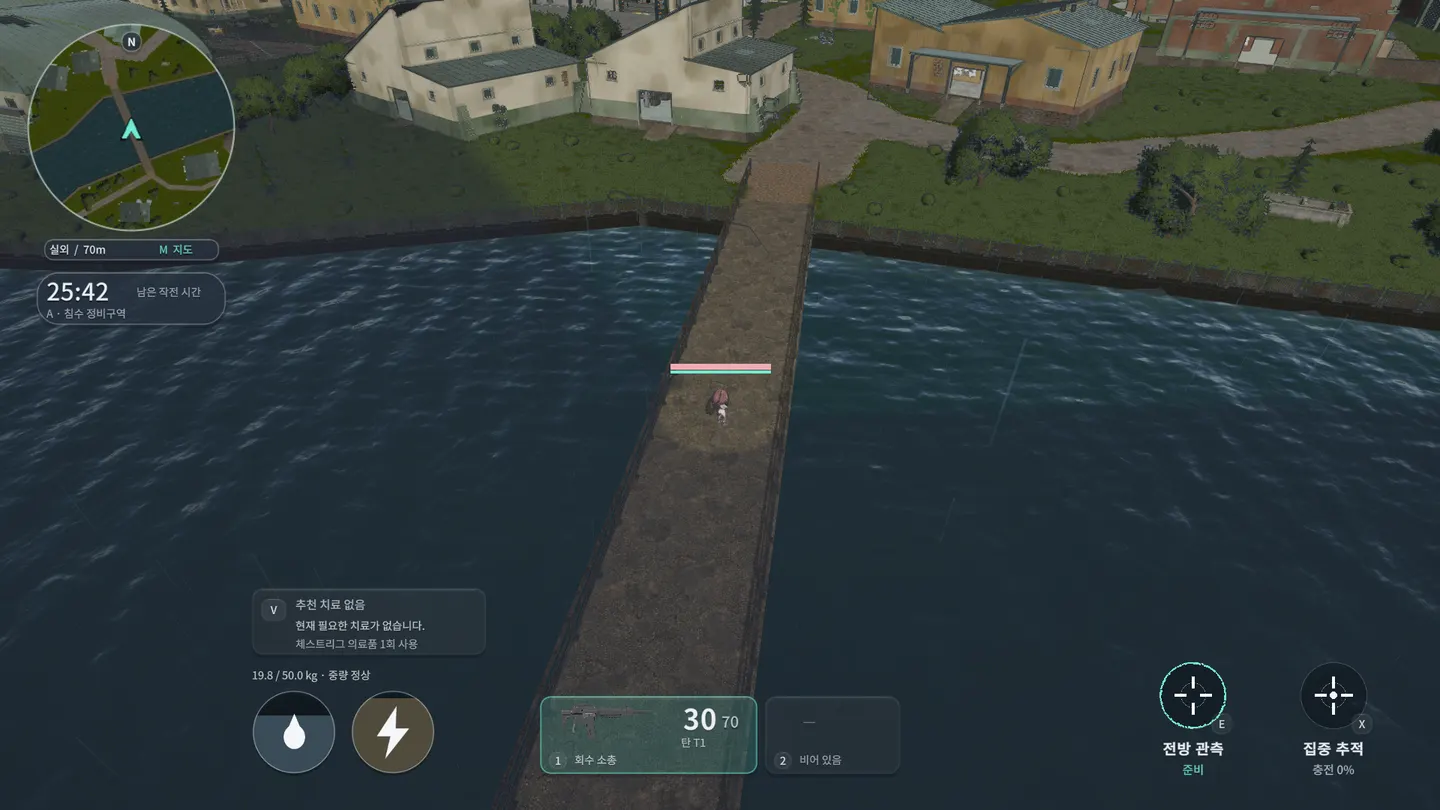 N
실외 / 70m M 지도
25:42 남은 작전 시간
A · 침수 정비구역
V 추천 치료 없음
현재 필요한 치료가 없습니다.
체스트리그 의료품 1회 사용
19.8 / 50.0 kg · 중량 정상
30 70
탄 T1
1 회수 소총
—
2 비어 있음
E
전방 관측
준비
X
집중 추적
충전 0%